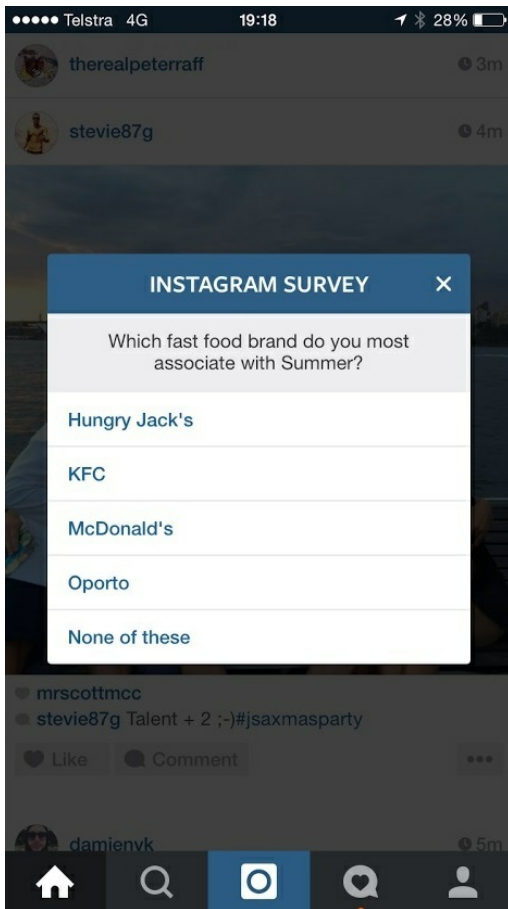 Telstra 4G 19:18 28%
therealpeterraff 3m
stevie87g 4m
INSTAGRAM SURVEY ×
Which fast food brand do you most
associate with Summer?
Hungry Jack's
KFC
McDonald's
Oporto
None of these
mrscottmcc
stevie87g Talent + 2 ;-)#jsaxmasparty
Like Comment
damienvk 5m